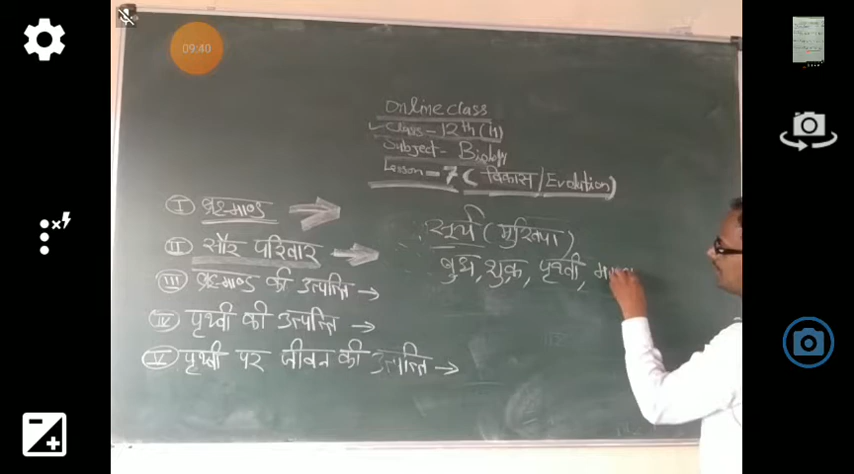 09:40
Online class
Class - 12th (H)
Subject - Biology
Lesson - 7 ( विकास / Evolution)
I ब्रह्माण्ड →
II सौर परिवार →
सूर्य (मुखिया)
बुध, शुक्र, पृथ्वी,
III ब्रह्माण्ड की उत्पत्ति →
IV पृथ्वी की उत्पत्ति →
V पृथ्वी पर जीवन की उत्पत्ति →